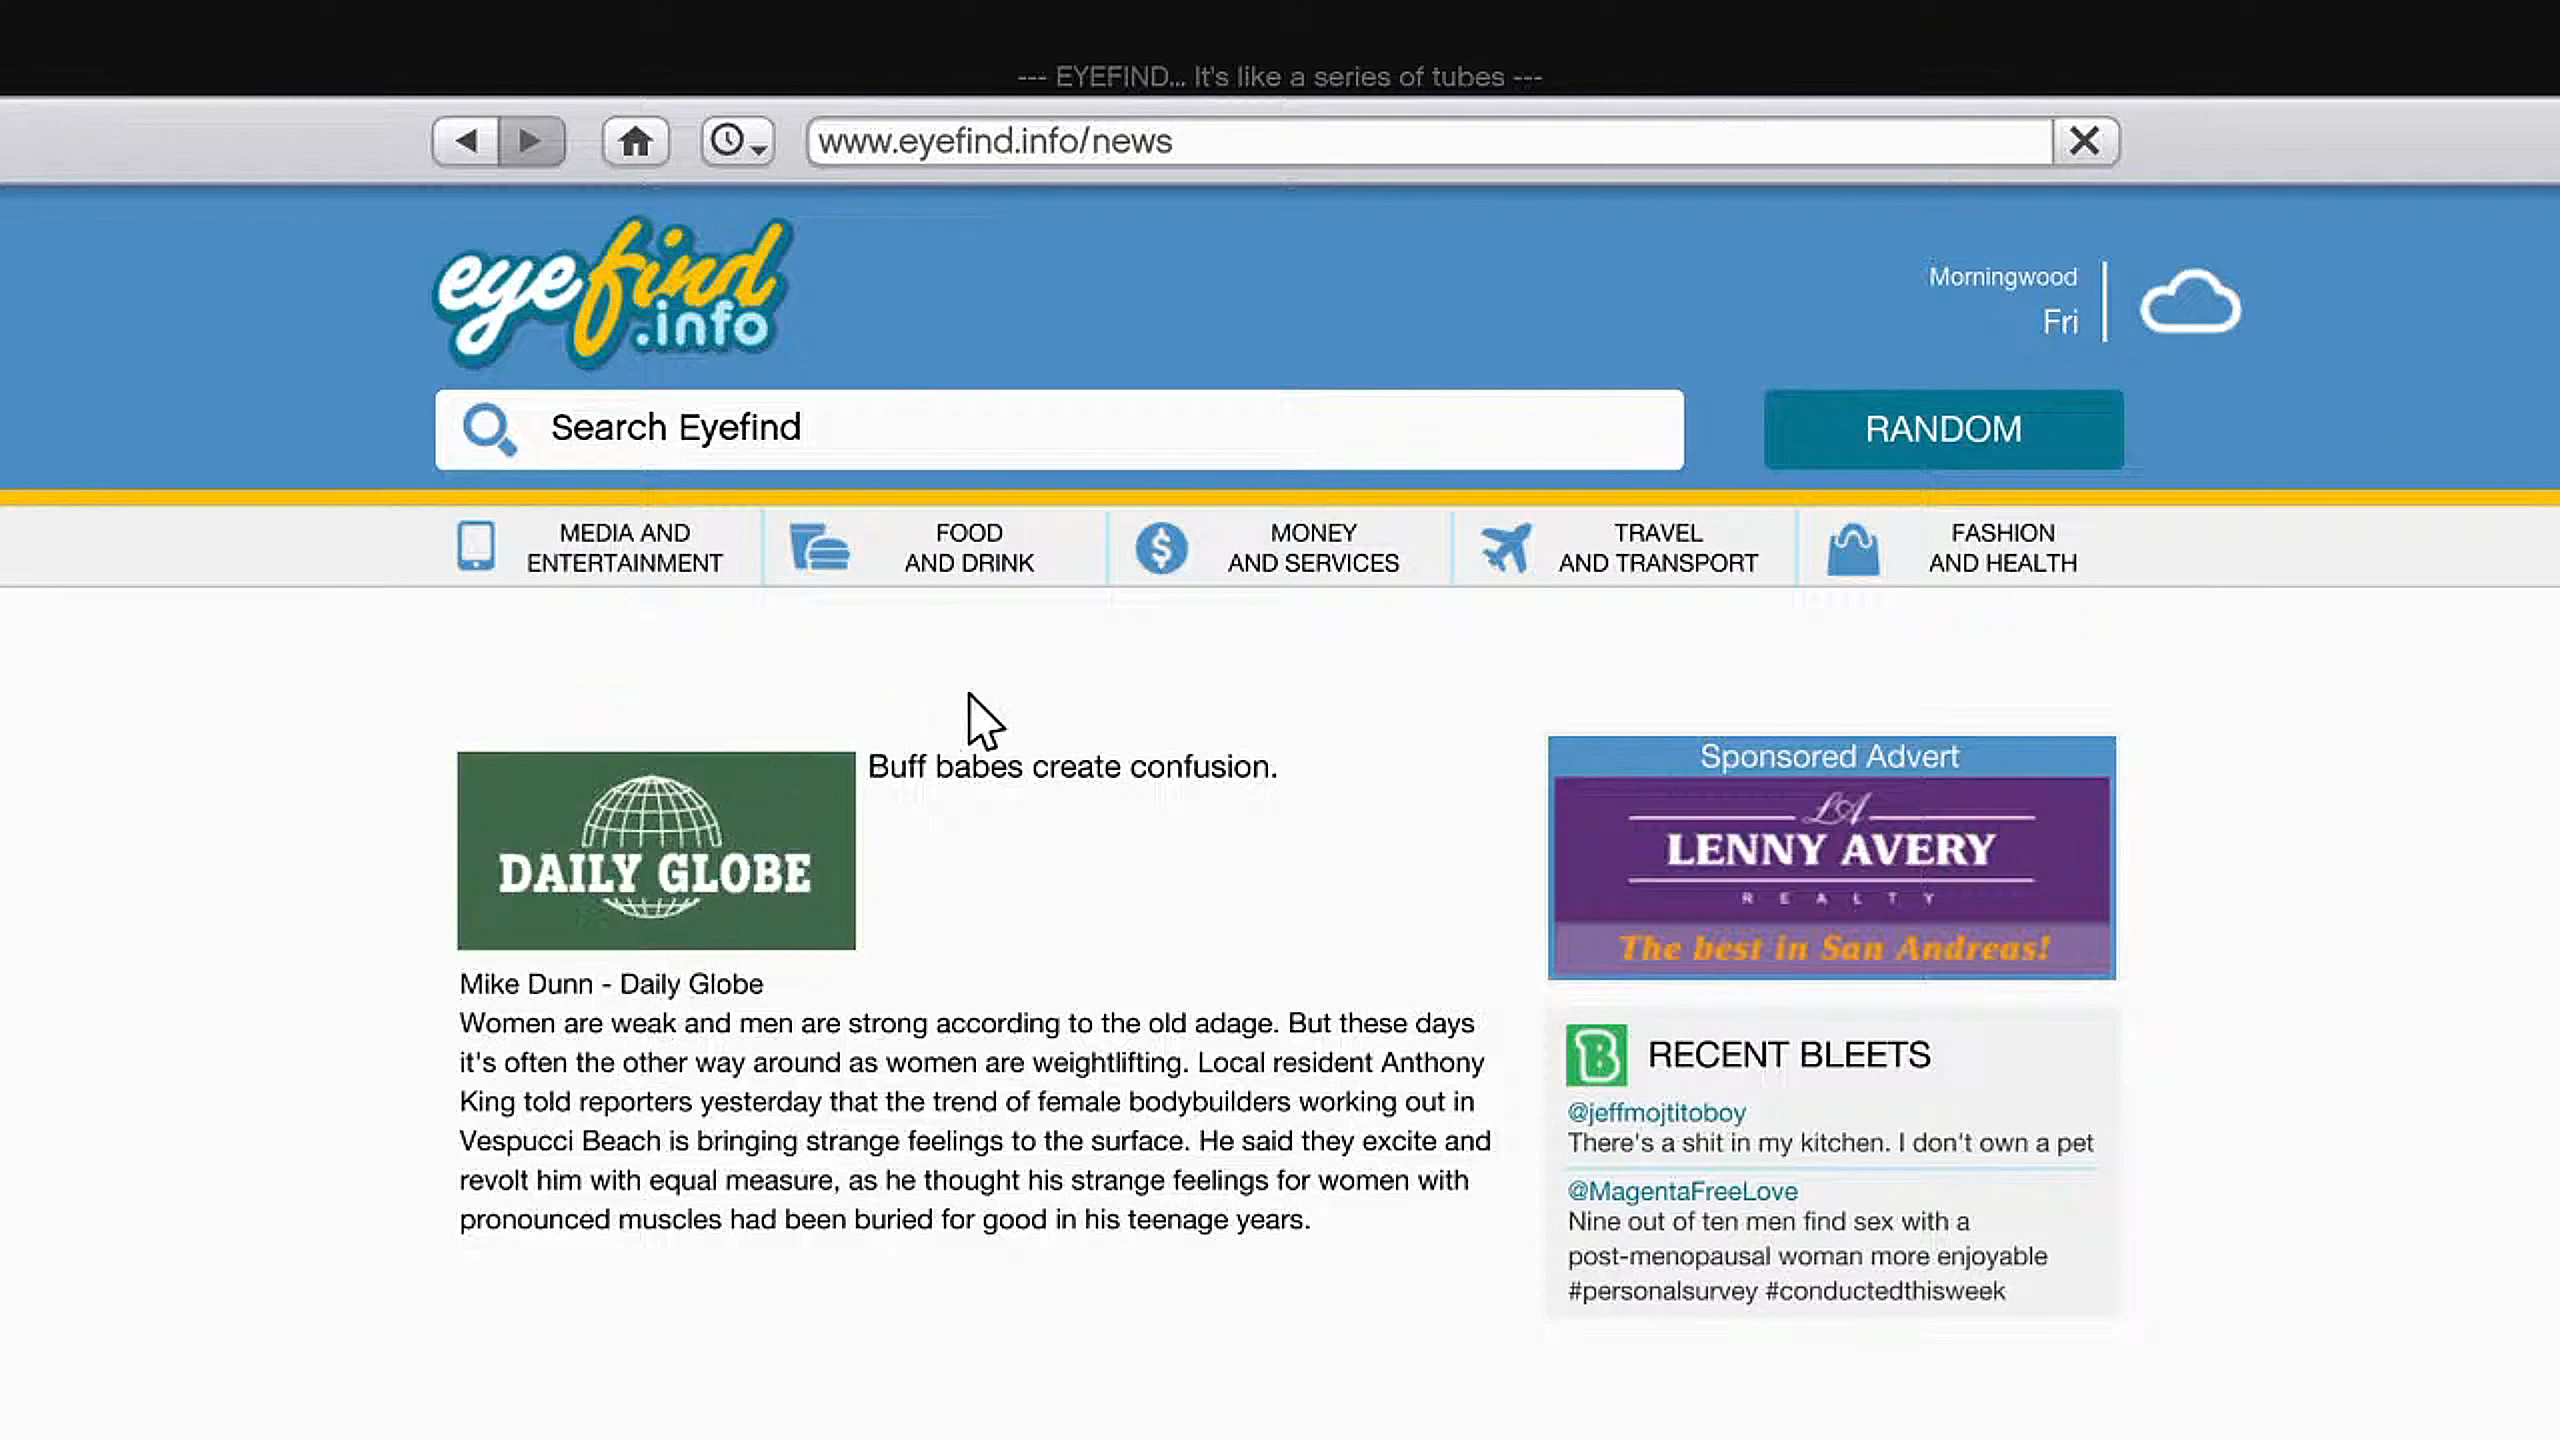 --- EYEFIND... It's like a series of tubes ---
www.eyefind.info/news
eyefind
.info
Morningwood
Fri
Search Eyefind
RANDOM
MEDIA AND
ENTERTAINMENT
FOOD
AND DRINK
MONEY
AND SERVICES
TRAVEL
AND TRANSPORT
FASHION
AND HEALTH
DAILY GLOBE
Buff babes create confusion.
Mike Dunn - Daily Globe
Women are weak and men are strong according to the old adage. But these days
it's often the other way around as women are weightlifting. Local resident Anthony
King told reporters yesterday that the trend of female bodybuilders working out in
Vespucci Beach is bringing strange feelings to the surface. He said they excite and
revolt him with equal measure, as he thought his strange feelings for women with
pronounced muscles had been buried for good in his teenage years.
Sponsored Advert
LA
LENNY AVERY
REALTY
The best in San Andreas!
B
RECENT BLEETS
@jeffmojtitoboy
There's a shit in my kitchen. I don't own a pet
@MagentaFreeLove
Nine out of ten men find sex with a
post-menopausal woman more enjoyable
#personalsurvey #conductedthisweek